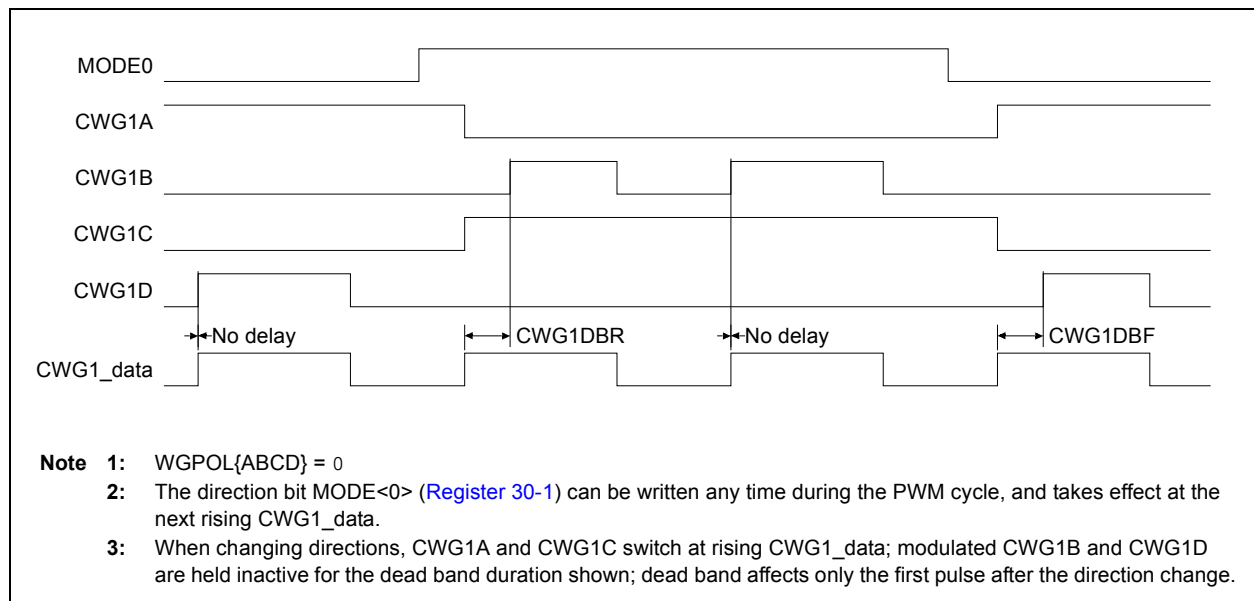 MODE0
CWG1A
CWG1B
CWG1C
CWG1D
No delay CWG1DBR No delay CWG1DBF
CWG1_data
Note 1: WGPOL{ABCD} = 0
2: The direction bit MODE<0> (Register 30-1) can be written any time during the PWM cycle, and takes effect at the
next rising CWG1_data.
3: When changing directions, CWG1A and CWG1C switch at rising CWG1_data; modulated CWG1B and CWG1D
are held inactive for the dead band duration shown; dead band affects only the first pulse after the direction change.